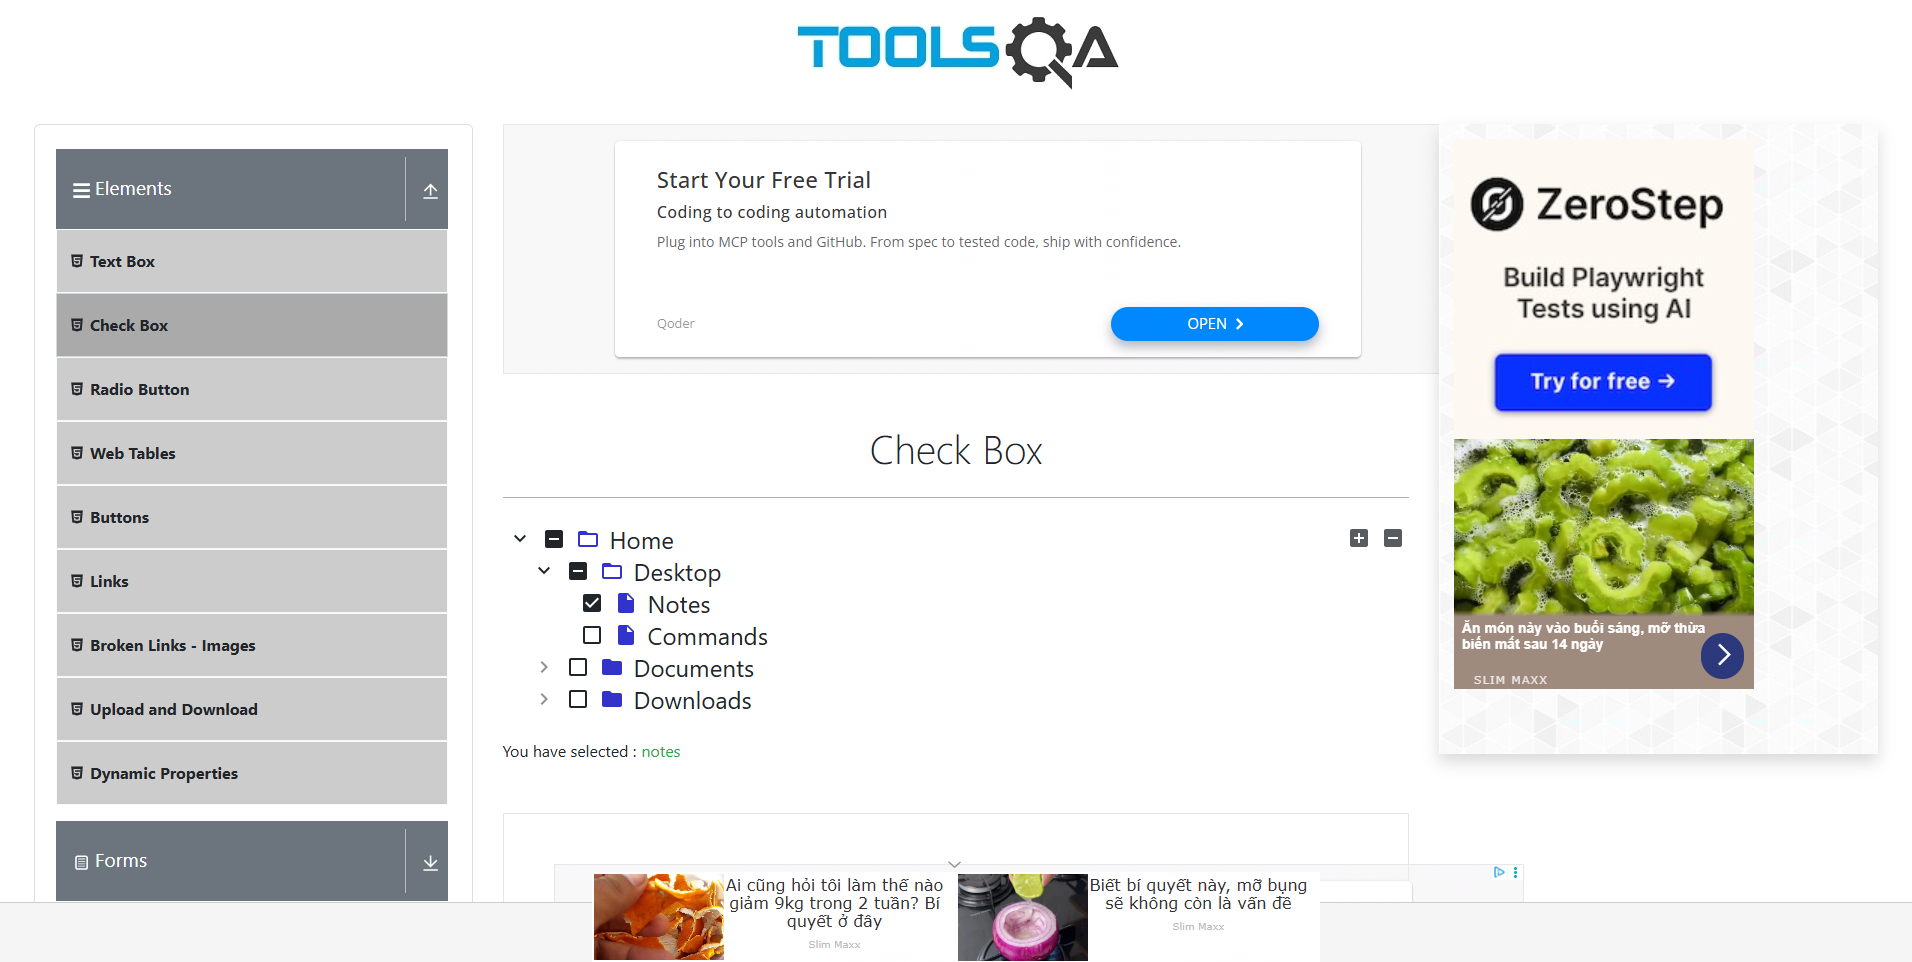 TOOLSQA
Elements
Text Box
Check Box
Radio Button
Web Tables
Buttons
Links
Broken Links - Images
Upload and Download
Dynamic Properties
Forms
Start Your Free Trial
Coding to coding automation
Plug into MCP tools and GitHub. From spec to tested code, ship with confidence.
Qoder
OPEN
Check Box
Home
Desktop
Notes
Commands
Documents
Downloads
You have selected : notes
ZeroStep
Build Playwright
Tests using AI
Try for free →
Ăn món này vào buổi sáng, mỡ thừa
biến mất sau 14 ngày
SLIM MAXX
Ai cũng hỏi tôi làm thế nào
giảm 9kg trong 2 tuần? Bí
quyết ở đây
Slim Maxx
Biết bí quyết này, mỡ bụng
sẽ không còn là vấn đề
Slim Maxx